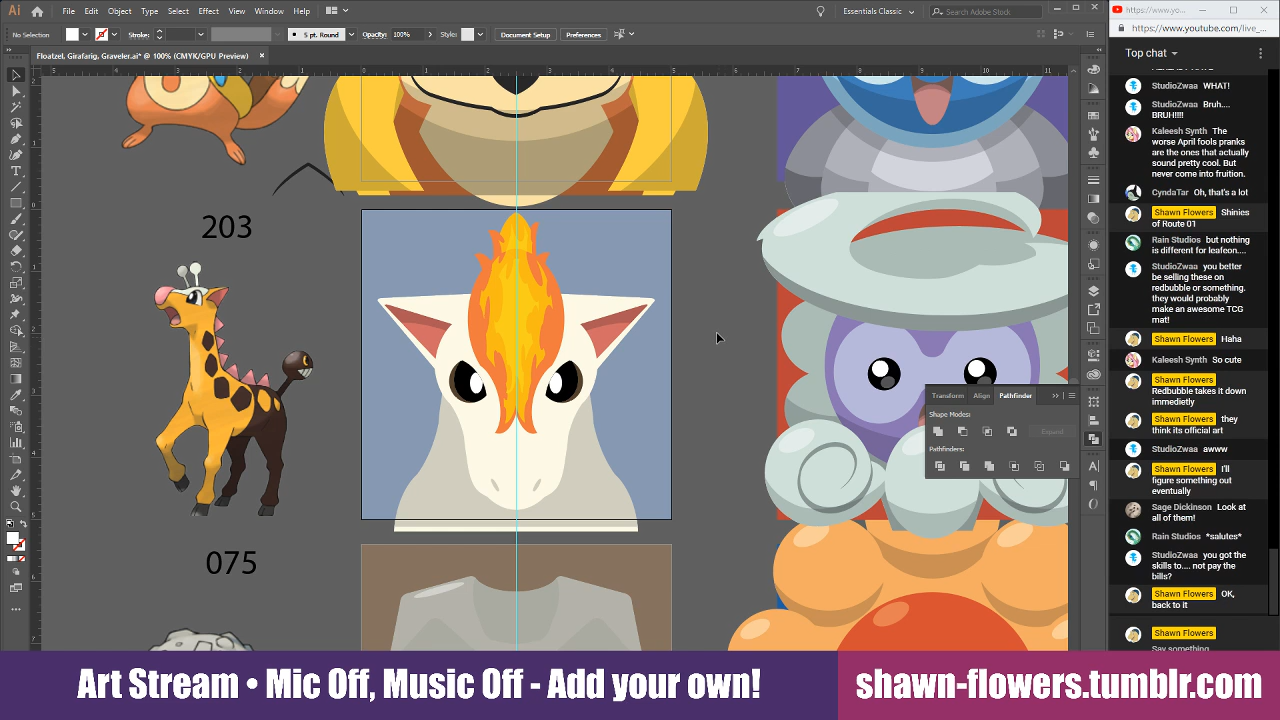 Ai
File
Edit
Object
Type
Select
Effect
View
Window
Help
Essentials Classic
Search Adobe Stock
https://www.yo...
https://www.youtube.com/live_...
No Selection
Stroke:
5 pt. Round
Opacity: 100%
Style:
Document Setup
Preferences
Floatzel, Girafarig, Graveler.ai* @ 100% (CMYK/GPU Preview)
Top chat
StudioZwaa WHAT!
StudioZwaa Bruh....
BRUH!!!!
Kaleesh Synth The
worse April fools pranks
are the ones that actually
sound pretty cool. But
never come into fruition.
CyndaTar Oh, that's a lot
Shawn Flowers Shinies
of Route 01
Rain Studios but nothing
is different for leafeon....
StudioZwaa you better
be selling these on
redbubble or something.
they would probably
make an awesome TCG
mat!
Shawn Flowers Haha
Kaleesh Synth So cute
Shawn Flowers
Redbubble takes it down
immedietly
Shawn Flowers they
think its official art
StudioZwaa awww
Shawn Flowers I'll
figure something out
eventually
Sage Dickinson Look at
all of them!
Rain Studios *salutes*
StudioZwaa you got the
skills to.... not pay the
bills?
Shawn Flowers OK,
back to it
Shawn Flowers
Say something...
203
075
Transform
Align
Pathfinder
Shape Modes:
Expand
Pathfinders:
Art Stream • Mic Off, Music Off - Add your own!
shawn-flowers.tumblr.com